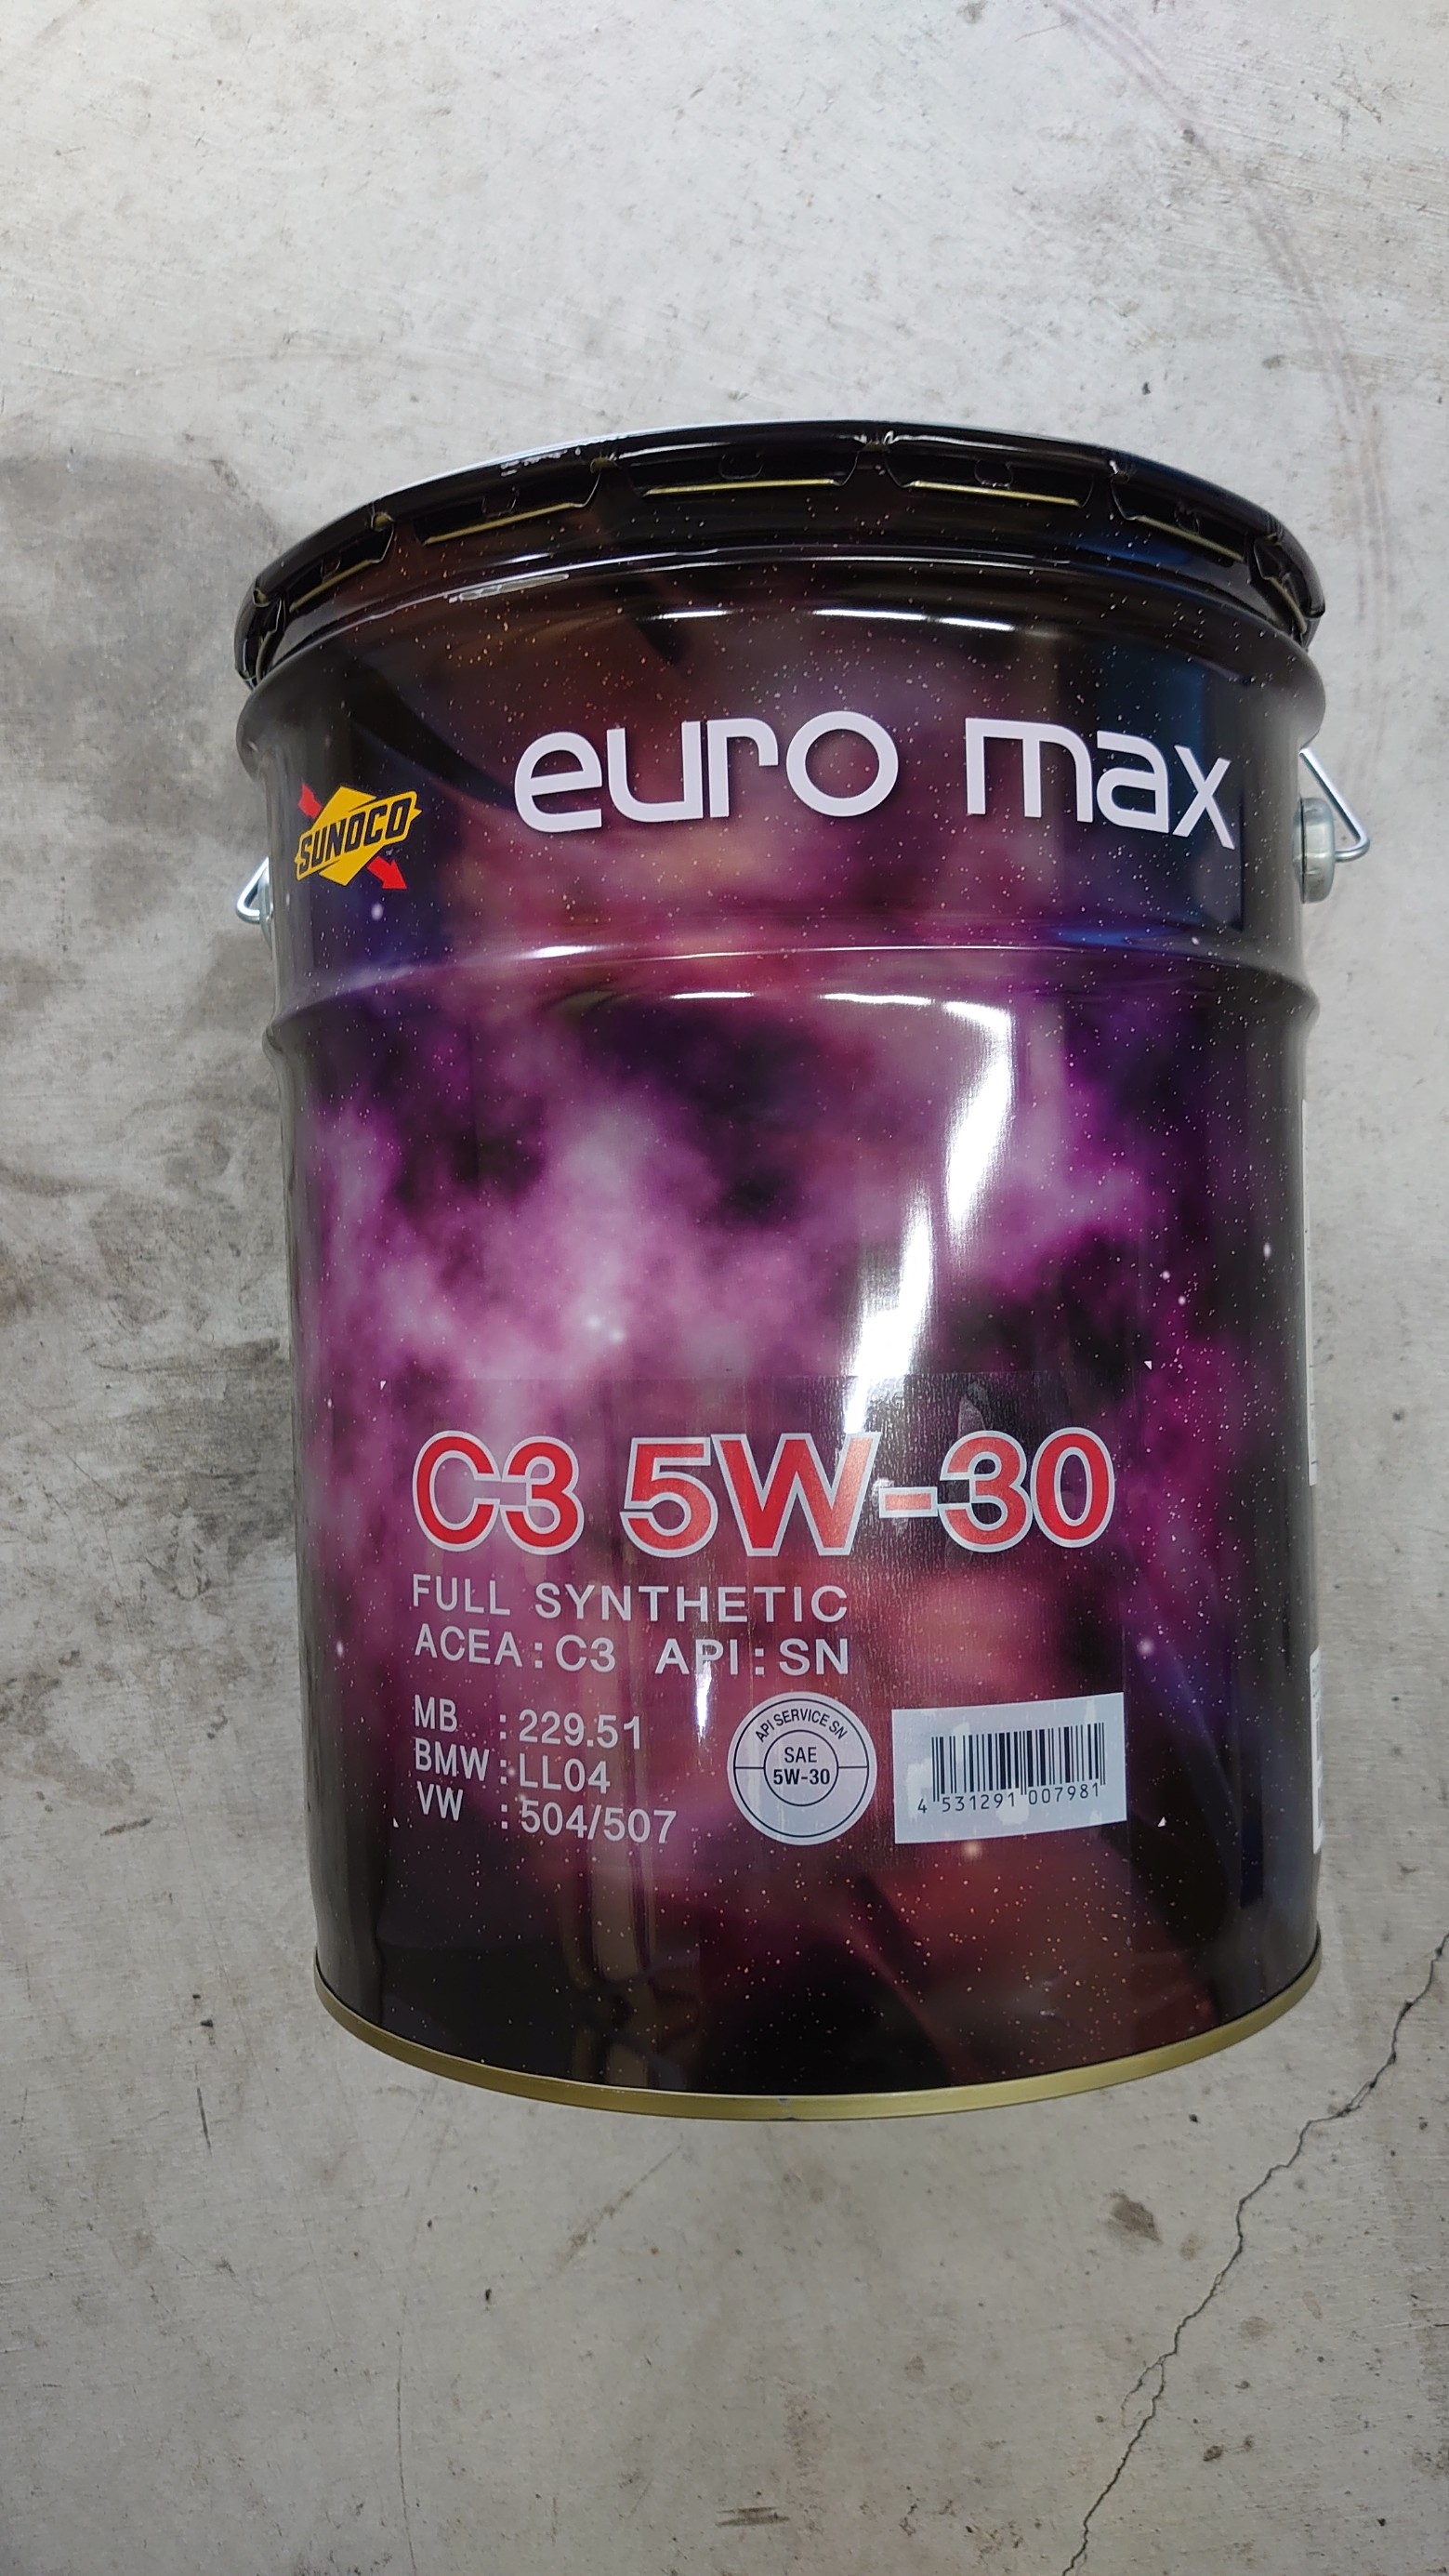 euro max
SUNOCO
C3 5W-30
FULL SYNTHETIC
ACEA : C3 API : SN
MB : 229.51
BMW : LL04
VW : 504/507
API SERVICE SN
SAE
5W-30
4 531291 007981